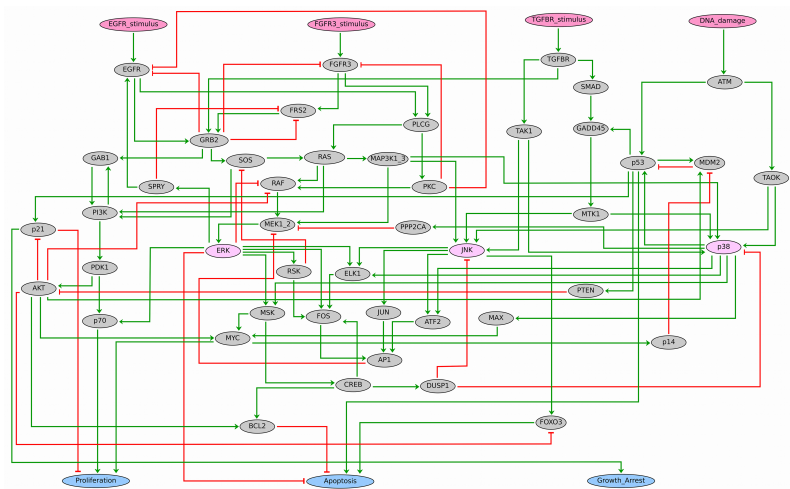 EGFR_stimulus
FGFR3_stimulus
TGFBR_stimulus
DNA_damage
EGFR
FGFR3
TGFBR
SMAD
ATM
FRS2
PLCG
GRB2
TAK1
GADD45
GAB1
SOS
RAS
MAP3K1_3
p53
MDM2
TAOK
SPRY
RAF
PKC
PI3K
MTK1
p21
MEK1_2
PPP2CA
ERK
JNK
p38
PDK1
RSK
ELK1
AKT
PTEN
p70
MSK
FOS
JUN
ATF2
MAX
MYC
p14
AP1
CREB
DUSP1
BCL2
FOXO3
Proliferation
Apoptosis
Growth_Arrest